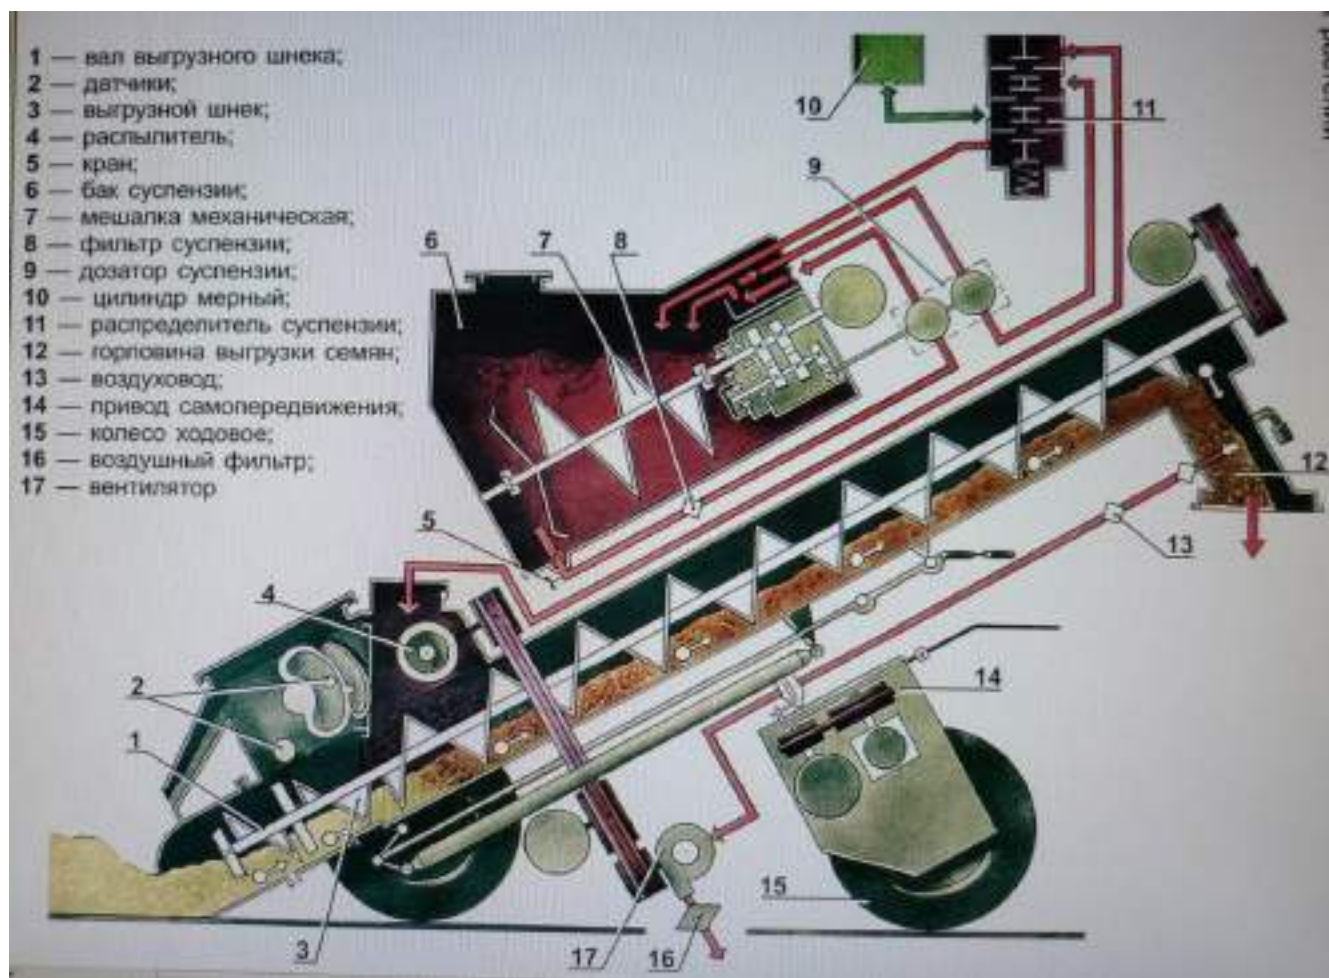 1 — вал выгрузного шнека;
2 — датчики;
3 — выгрузной шнек;
4 — распылитель;
5 — кран;
6 — бак суспензии;
7 — мешалка механическая;
8 — фильтр суспензии;
9 — дозатор суспензии;
10 — цилиндр мерный;
11 — распределитель суспензии;
12 — горловина выгрузки семян;
13 — воздуховод;
14 — привод самопередвижения;
15 — колесо ходовое;
16 — воздушный фильтр;
17 — вентилятор
10
11
9
6
7
8
12
5
13
4
14
2
1
15
3
17
16